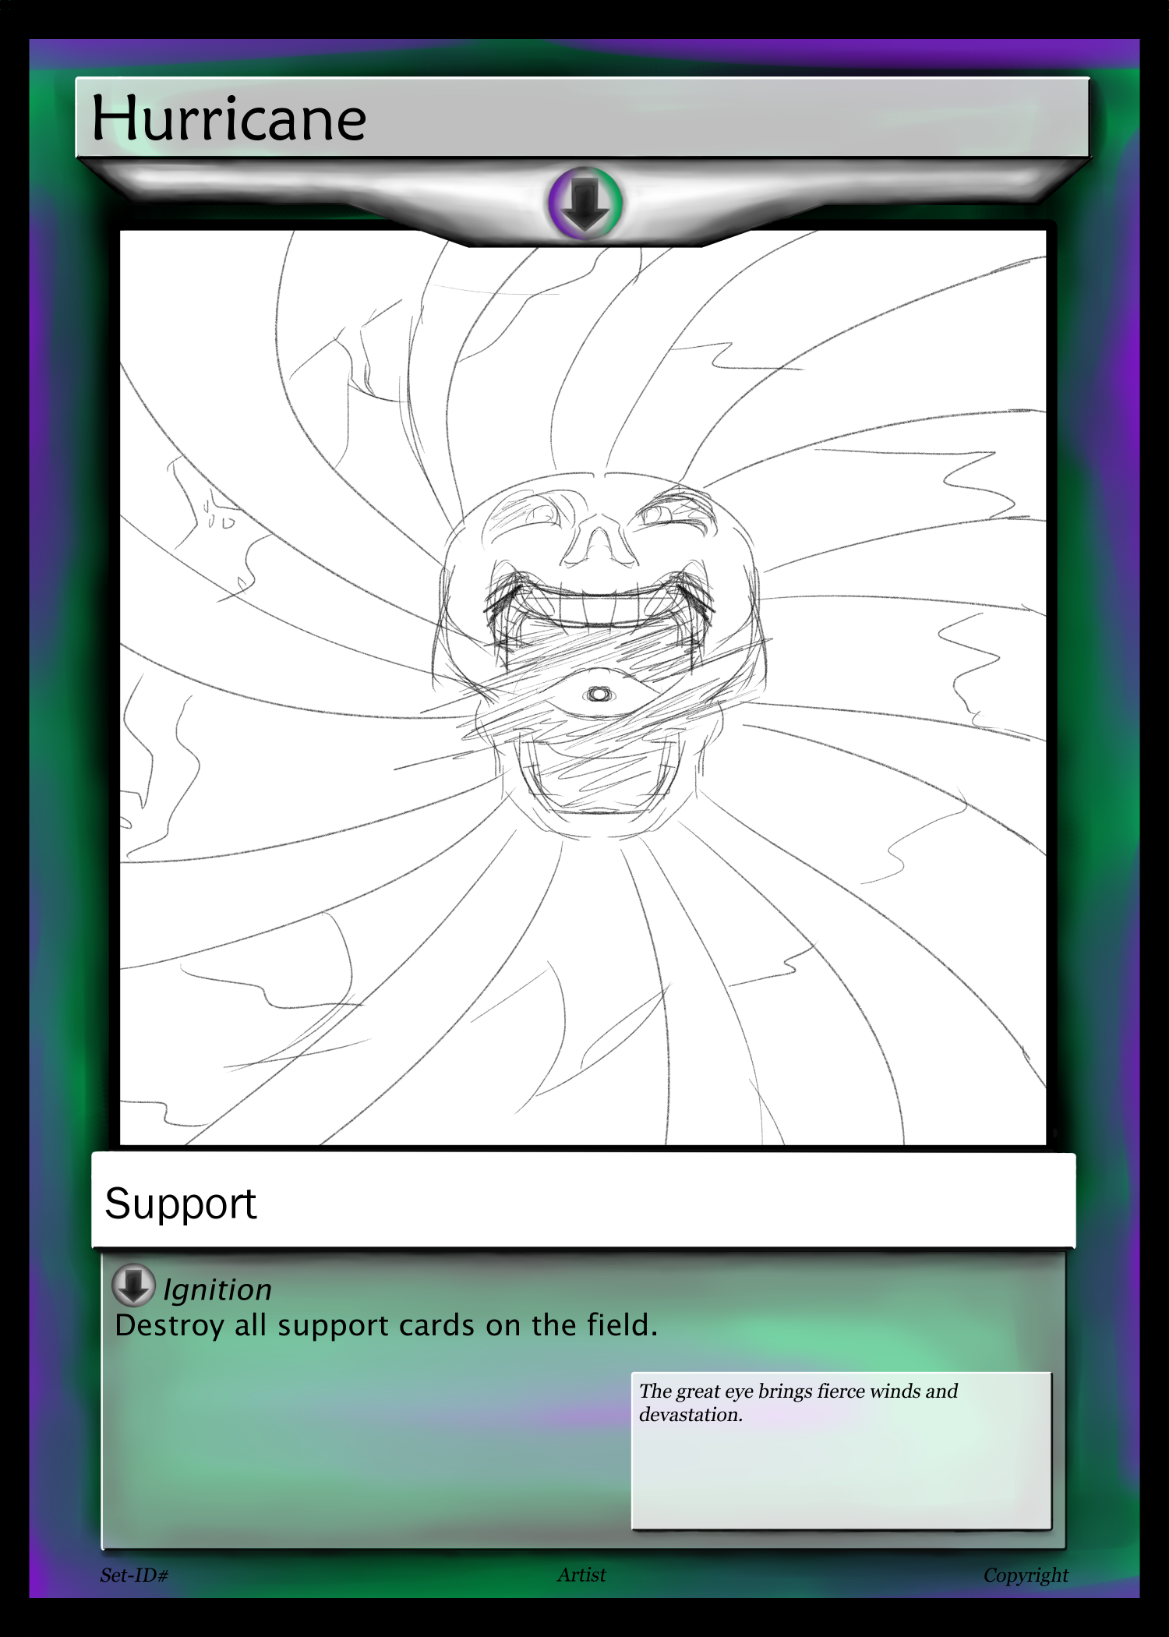 Hurricane
Support
Ignition
Destroy all support cards on the field.
The great eye brings fierce winds and
devastation.
Set-ID#
Artist
Copyright